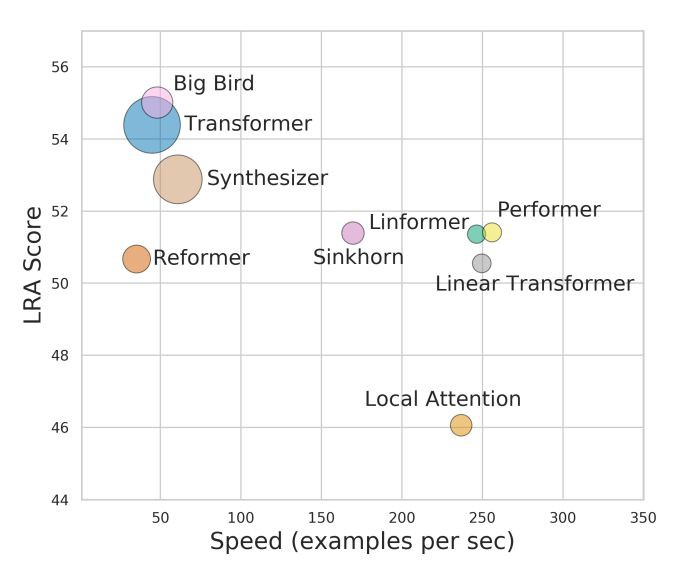 56
54
52
50
48
46
44
LRA Score
Big Bird
Transformer
Synthesizer
Performer
Linformer
Sinkhorn
Reformer
Linear Transformer
Local Attention
50 100 150 200 250 300 350
Speed (examples per sec)